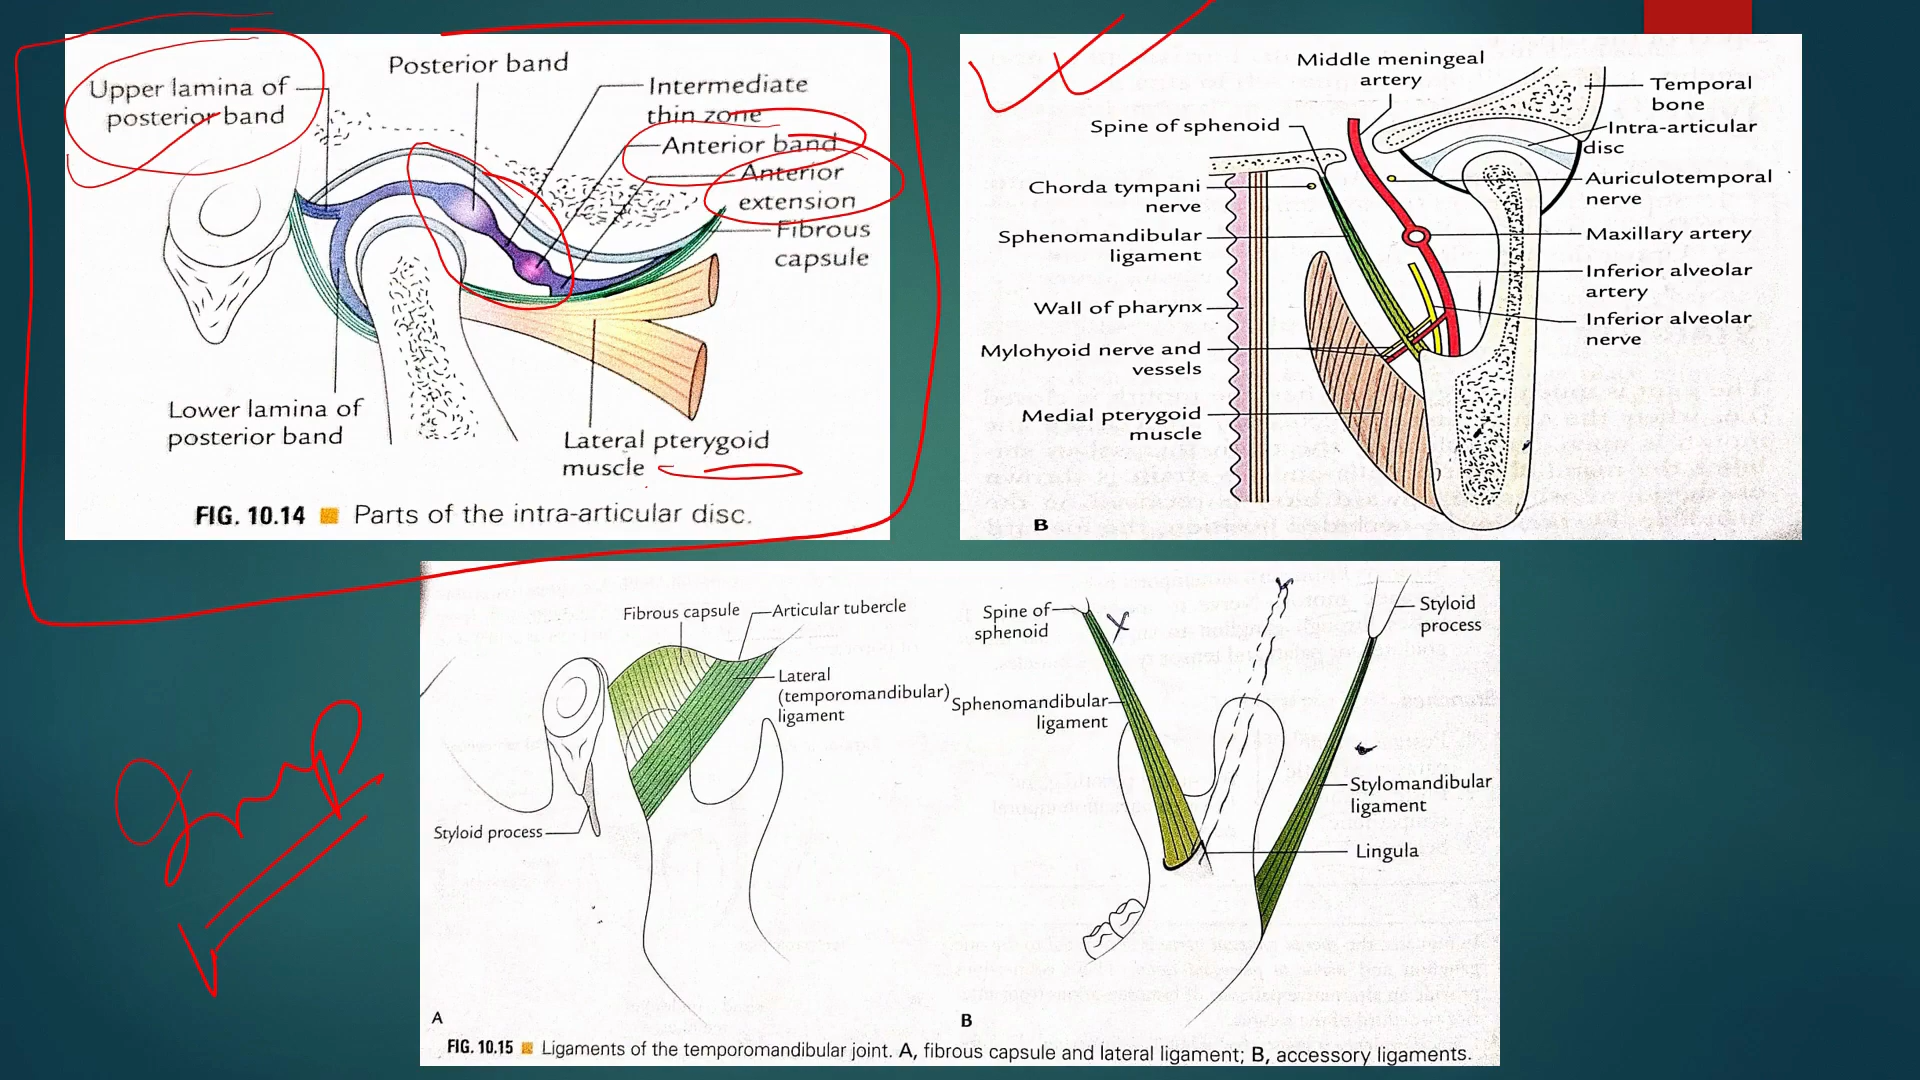 Upper lamina of
posterior band
Posterior band
Intermediate
thin zone
Anterior band
Anterior
extension
Fibrous
capsule
Lower lamina of
posterior band
Lateral pterygoid
muscle
FIG. 10.14 Parts of the intra-articular disc.
Middle meningeal
artery
Temporal
bone
Spine of sphenoid
Intra-articular
disc
Chorda tympani
nerve
Auriculotemporal
nerve
Sphenomandibular
ligament
Maxillary artery
Inferior alveolar
artery
Wall of pharynx
Inferior alveolar
nerve
Mylohyoid nerve and
vessels
Medial pterygoid
muscle
B
Fibrous capsule
Articular tubercle
Lateral
(temporomandibular)
ligament
Styloid process
A
Spine of
sphenoid
Styloid
process
Sphenomandibular
ligament
Stylomandibular
ligament
Lingula
B
FIG. 10.15 Ligaments of the temporomandibular joint. A, fibrous capsule and lateral ligament; B, accessory ligaments.
Imp